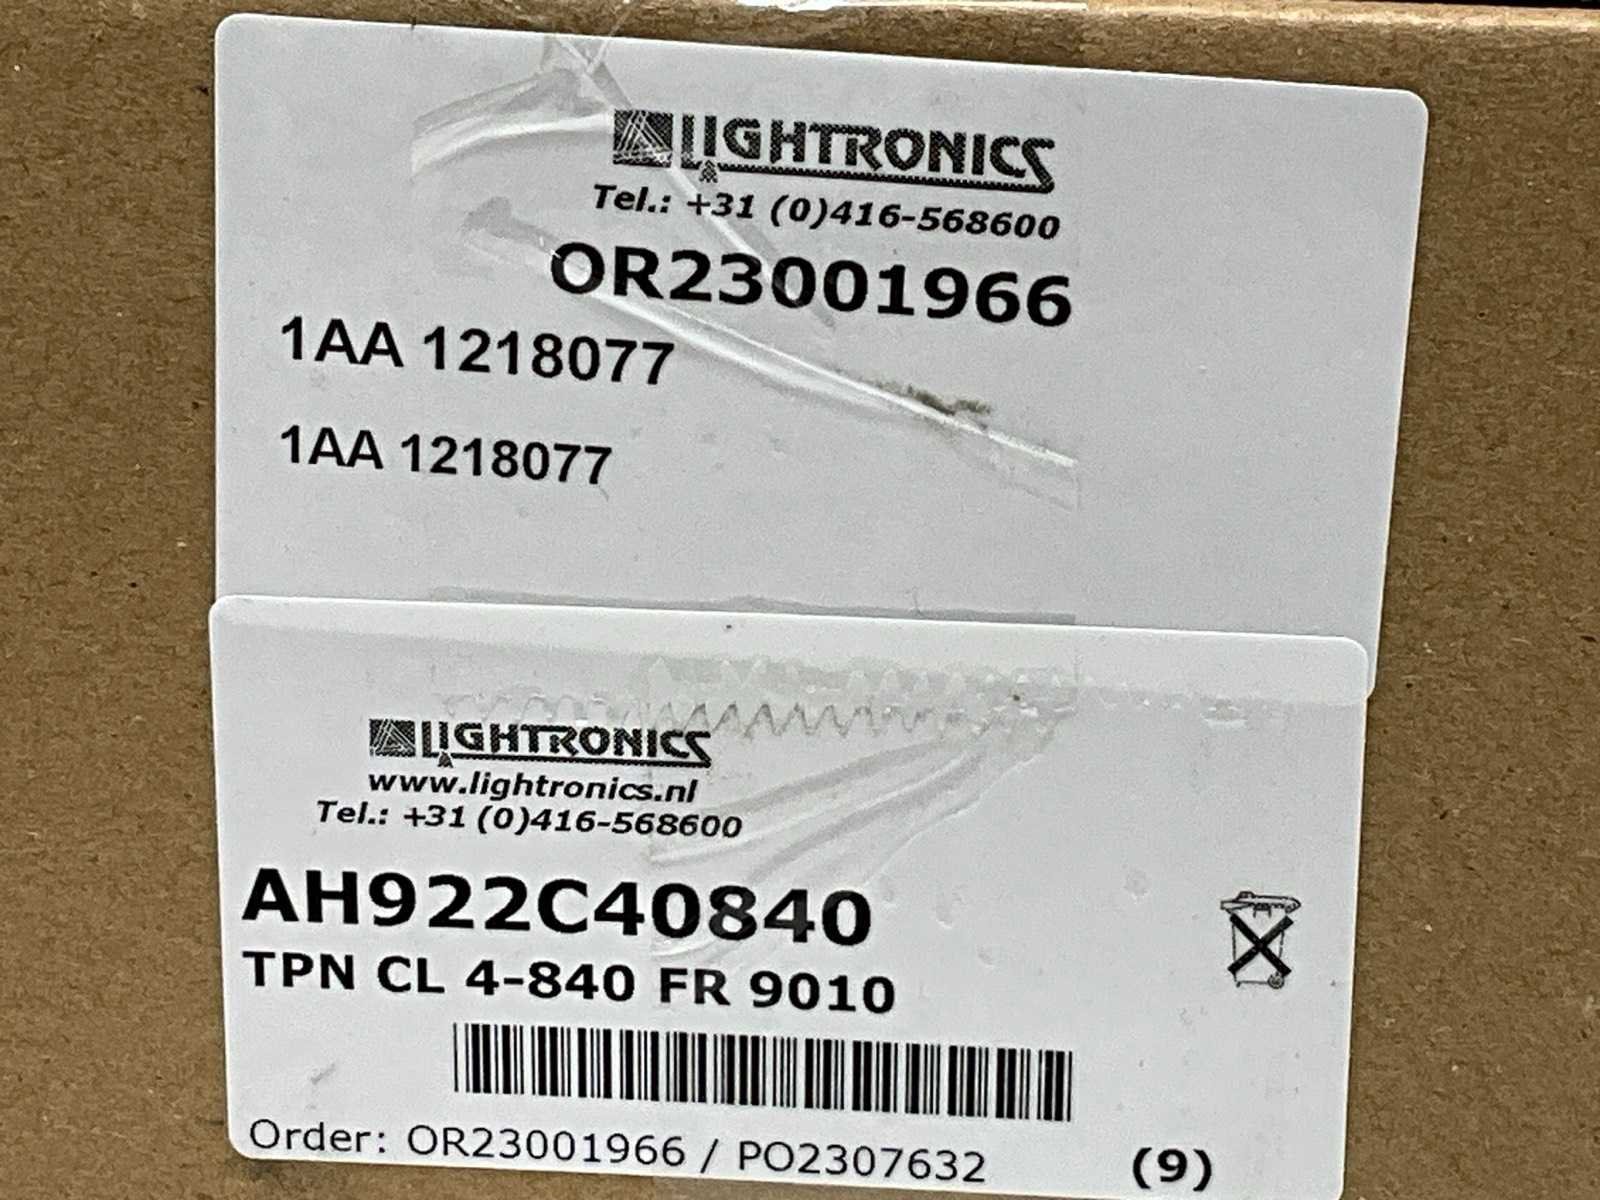 LIGHTRONICS
Tel.: +31 (0)416-568600
OR23001966
1AA 1218077
1AA 1218077
LIGHTRONICS
www.lightronics.nl
Tel.: +31 (0)416-568600
AH922C40840
TPN CL 4-840 FR 9010
Order: OR23001966 / PO2307632 (9)